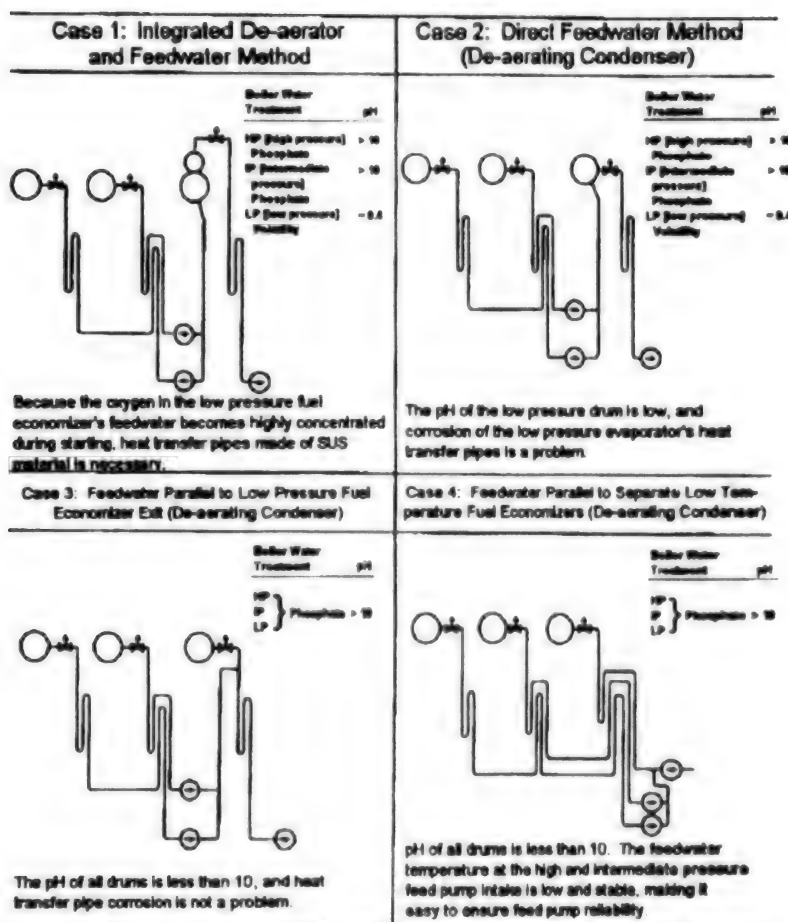 Case 1: Integrated De-aerator
and Feedwater Method
Boiler Water
Treatment pH
HP [high pressure] > 10
Phosphate
IP [intermediate > 10
pressure]
Phosphate
LP [low pressure] ~ 9.4
Volatility
Because the oxygen in the low pressure fuel
economizer's feedwater becomes highly concentrated
during starting, heat transfer pipes made of SUS
material is necessary.
Case 2: Direct Feedwater Method
(De-aerating Condenser)
Boiler Water
Treatment pH
HP [high pressure] > 1
Phosphate
IP [intermediate > 1
pressure]
Phosphate
LP [low pressure] ~ 9.4
Volatility
The pH of the low pressure drum is low, and
corrosion of the low pressure evaporator's heat
transfer pipes is a problem.
Case 3: Feedwater Parallel to Low Pressure Fuel
Economizer Exit (De-aerating Condenser)
Boiler Water
Treatment pH
HP
IP } Phosphate > 10
LP
The pH of all drums is less than 10, and heat
transfer pipe corrosion is not a problem.
Case 4: Feedwater Parallel to Separate Low Tem-
perature Fuel Economizers (De-aerating Condenser)
Boiler Water
Treatment pH
HP
IP } Phosphate > 10
LP
pH of all drums is less than 10. The feedwater
temperature at the high and intermediate pressure
feed pump intake is low and stable, making it
easy to ensure feed pump reliability